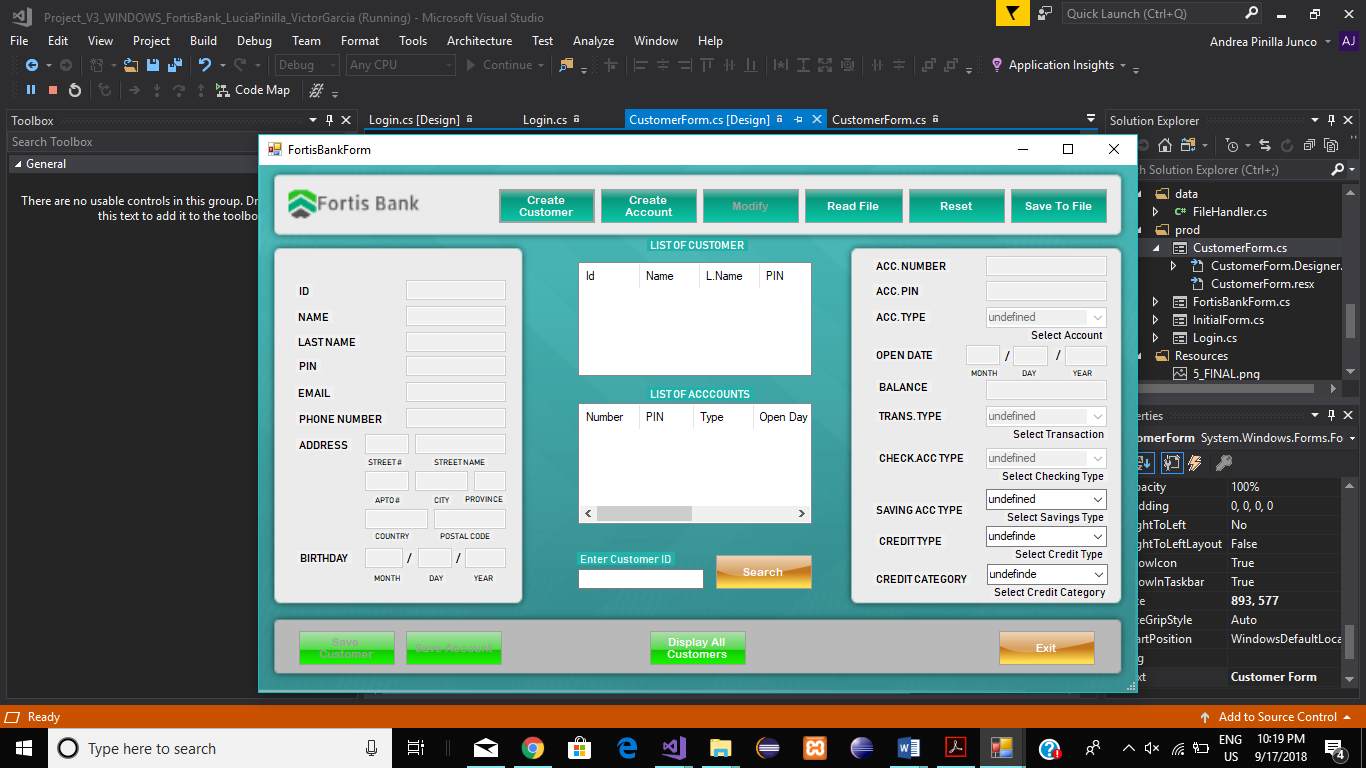 Project_V3_WINDOWS_FortisBank_LuciaPinilla_VictorGarcia (Running) - Microsoft Visual Studio
Quick Launch (Ctrl+Q)
File Edit View Project Build Debug Team Format Tools Architecture Test Analyze Window Help
Andrea Pinilla Junco AJ
Debug Any CPU Continue Application Insights
Code Map
Toolbox
Login.cs [Design] Login.cs CustomerForm.cs [Design] CustomerForm.cs
Solution Explorer
Search Toolbox
General
There are no usable controls in this group.
this text to add it to the toolbo
FortisBankForm
Fortis Bank
Create Customer
Create Account
Modify
Read File
Reset
Save To File
ID
NAME
LAST NAME
PIN
EMAIL
PHONE NUMBER
ADDRESS
STREET # STREET NAME
APTO # CITY PROVINCE
COUNTRY POSTAL CODE
BIRTHDAY / /
MONTH DAY YEAR
LIST OF CUSTOMER
Id Name L.Name PIN
LIST OF ACCCOUNTS
Number PIN Type Open Day
Enter Customer ID
Search
ACC. NUMBER
ACC. PIN
ACC. TYPE undefined
Select Account
OPEN DATE / /
MONTH DAY YEAR
BALANCE
TRANS. TYPE undefined
Select Transaction
CHECK.ACC TYPE undefined
Select Checking Type
SAVING ACC TYPE undefined
Select Savings Type
CREDIT TYPE undefinde
Select Credit Type
CREDIT CATEGORY undefinde
Select Credit Category
Save Customer
Save Account
Display All Customers
Exit
h Solution Explorer (Ctrl+;)
data
C# FileHandler.cs
prod
CustomerForm.cs
CustomerForm.Designer.
CustomerForm.resx
FortisBankForm.cs
InitialForm.cs
Login.cs
Resources
5_FINAL.png
erties
omerForm System.Windows.Forms.Fo
pacity 100%
dding 0, 0, 0, 0
ghtToLeft No
ghtToLeftLayout False
owIcon True
owInTaskbar True
e 893, 577
eGripStyle Auto
artPosition WindowsDefaultLoca
g
xt Customer Form
Ready
Add to Source Control
Type here to search
ENG
US
10:19 PM
9/17/2018
4